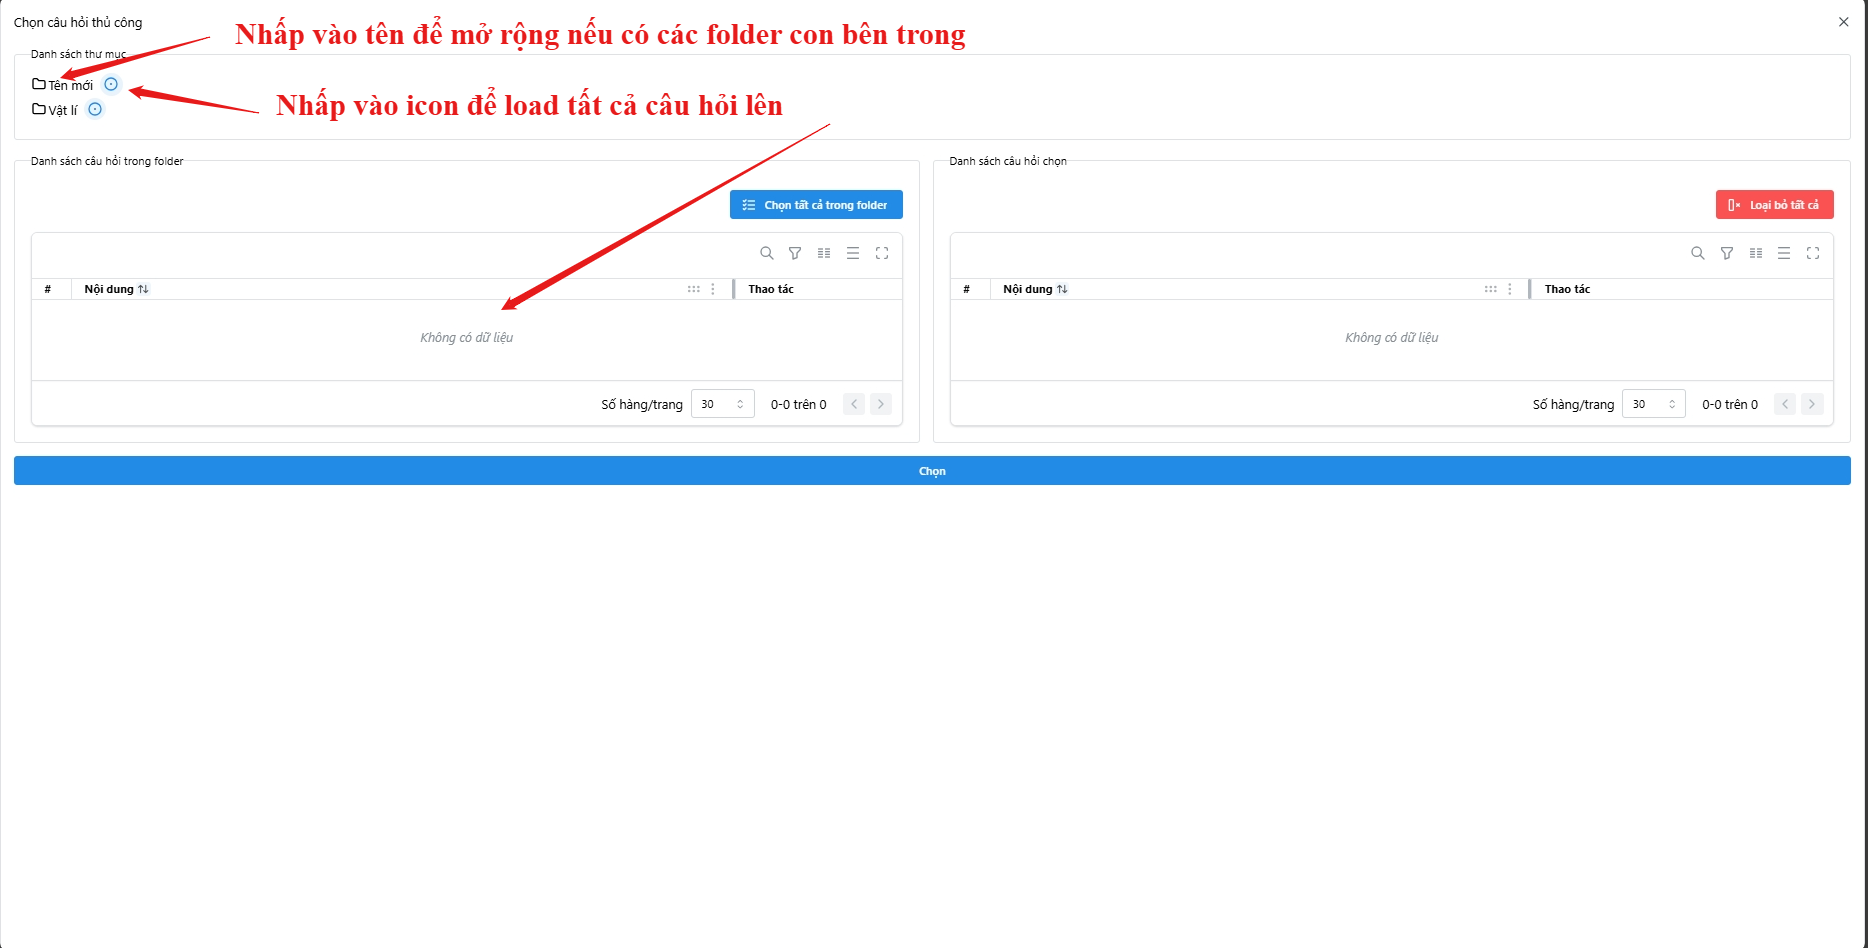 Chọn câu hỏi thủ công
Nhấp vào tên để mở rộng nếu có các folder con bên trong
Danh sách thư mục
Tên mới
Nhấp vào icon để load tất cả câu hỏi lên
Vật lí
Danh sách câu hỏi trong folder
Danh sách câu hỏi chọn
Chọn tất cả trong folder
Loại bỏ tất cả
# Nội dung Thao tác
# Nội dung Thao tác
Không có dữ liệu
Không có dữ liệu
Số hàng/trang 30 0-0 trên 0
Số hàng/trang 30 0-0 trên 0
Chọn